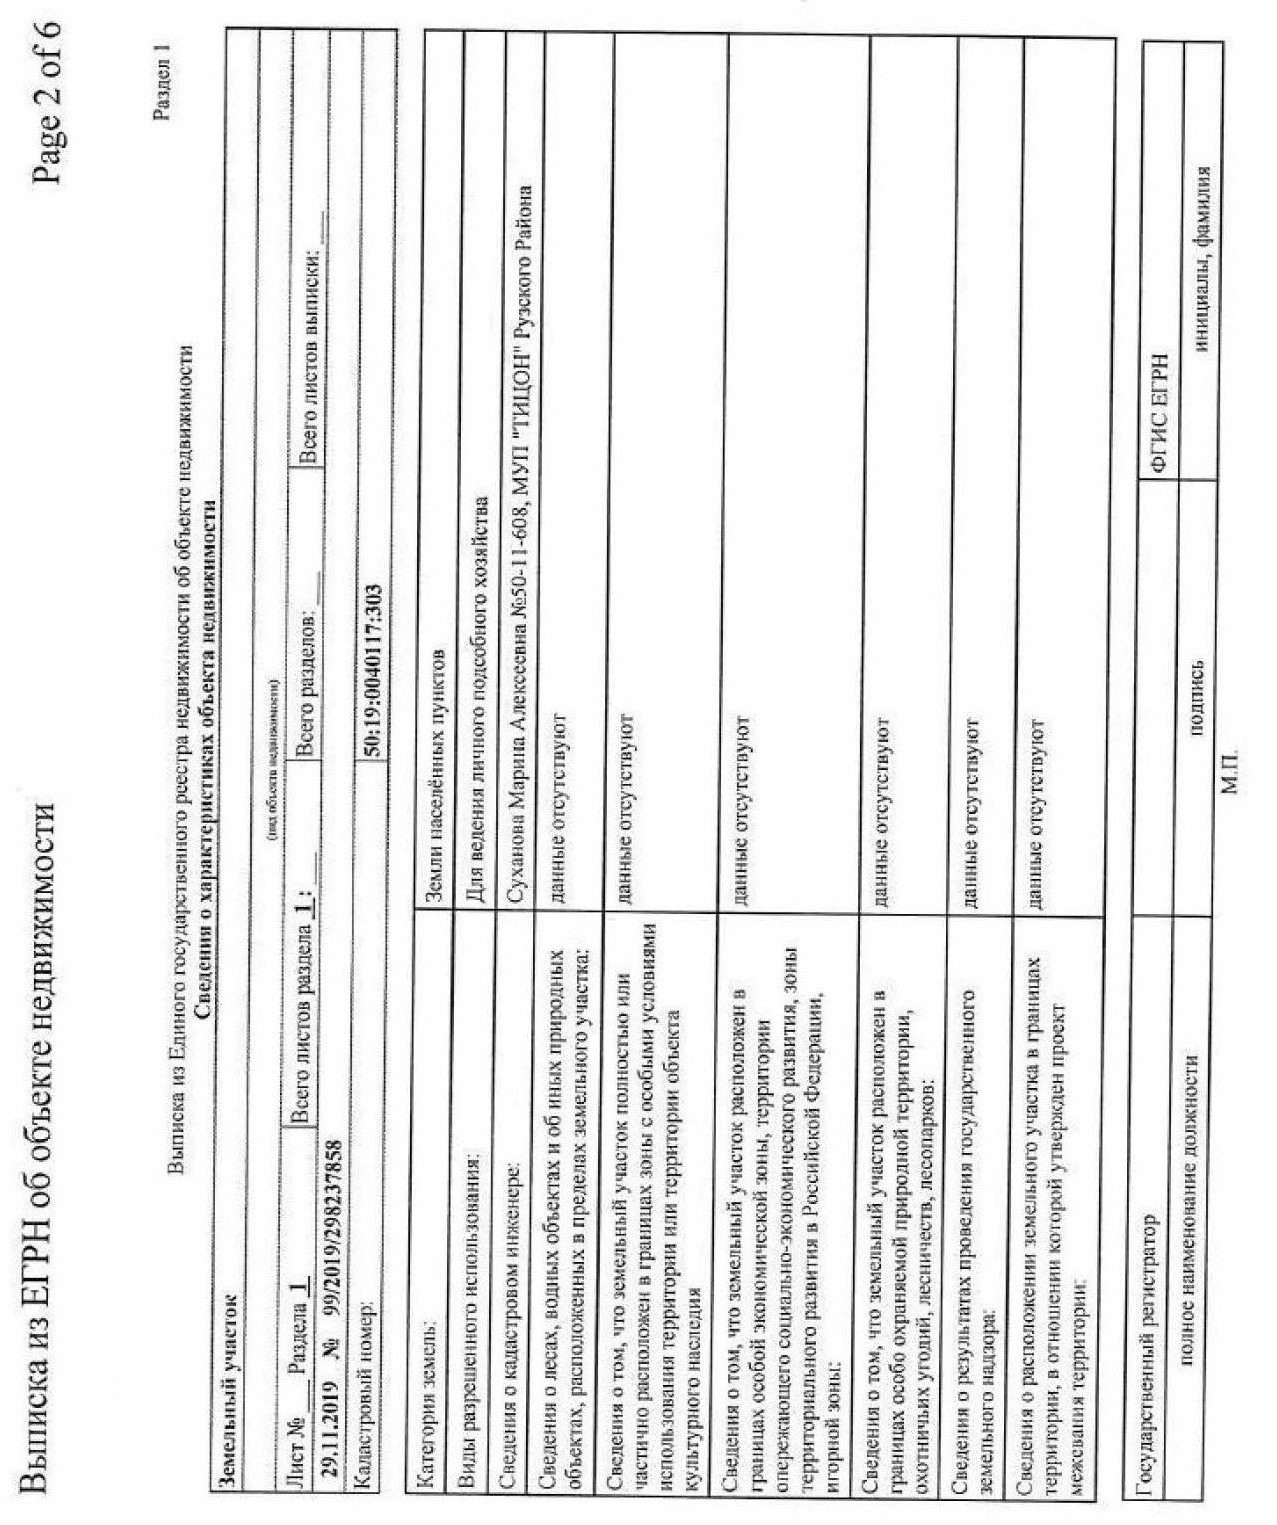 Выписка из ЕГРН об объекте недвижимости Page 2 of 6
Раздел 1
Выписка из Единого государственного реестра недвижимости об объекте недвижимости
Сведения о характеристиках объекта недвижимости
Земельный участок
(вид объекта недвижимости)
Лист № ___ Раздела 1 Всего листов раздела 1: ___ Всего разделов: ___ Всего листов выписки: ___
29.11.2019 № 99/2019/298237858
Кадастровый номер: 50:19:0040117:303
Категория земель: Земли населённых пунктов
Виды разрешенного использования: Для ведения личного подсобного хозяйства
Сведения о кадастровом инженере: Суханова Марина Алексеевна №50-11-608, МУП "ТИЦОН" Рузского Района
Сведения о лесах, водных объектах и об иных природных данные отсутствуют
объектах, расположенных в пределах земельного участка:
Сведения о том, что земельный участок полностью или данные отсутствуют
частично расположен в границах зоны с особыми условиями
использования территории или территории объекта
культурного наследия
Сведения о том, что земельный участок расположен в данные отсутствуют
границах особой экономической зоны, территории
опережающего социально-экономического развития, зоны
территориального развития в Российской Федерации,
игорной зоны:
Сведения о том, что земельный участок расположен в данные отсутствуют
границах особо охраняемой природной территории,
охотничьих угодий, лесничеств, лесопарков:
Сведения о результатах проведения государственного данные отсутствуют
земельного надзора:
Сведения о расположении земельного участка в границах данные отсутствуют
территории, в отношении которой утвержден проект
межевания территории:
Государственный регистратор ФГИС ЕГРН
полное наименование должности подпись инициалы, фамилия
М.П.